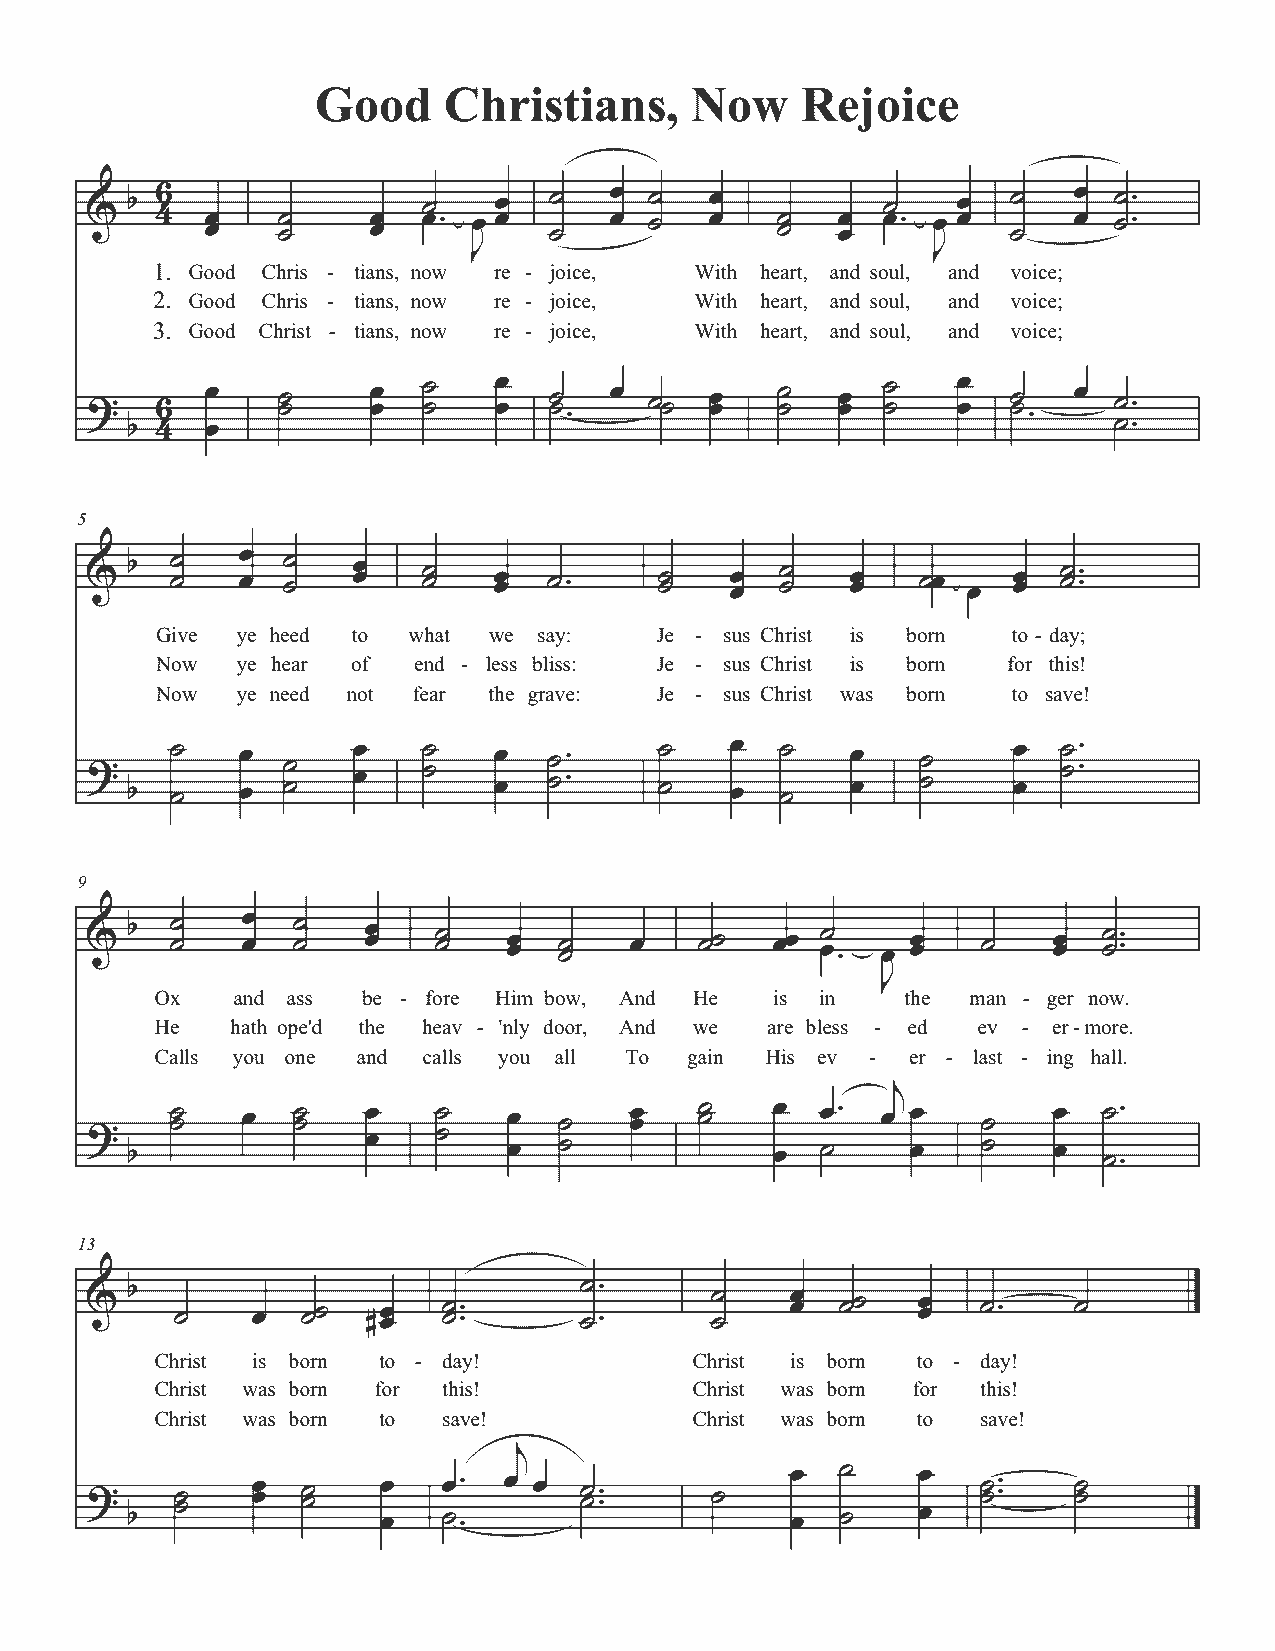 Good Christians, Now Rejoice
1. Good Chris - tians, now re - joice, With heart, and soul, and voice;
2. Good Chris - tians, now re - joice, With heart, and soul, and voice;
3. Good Christ - tians, now re - joice, With heart, and soul, and voice;
5
Give ye heed to what we say: Je - sus Christ is born to - day;
Now ye hear of end - less bliss: Je - sus Christ is born for this!
Now ye need not fear the grave: Je - sus Christ was born to save!
9
Ox and ass be - fore Him bow, And He is in the man - ger now.
He hath ope'd the heav - 'nly door, And we are bless - ed ev - er - more.
Calls you one and calls you all To gain His ev - er - last - ing hall.
13
Christ is born to - day! Christ is born to - day!
Christ was born for this! Christ was born for this!
Christ was born to save! Christ was born to save!